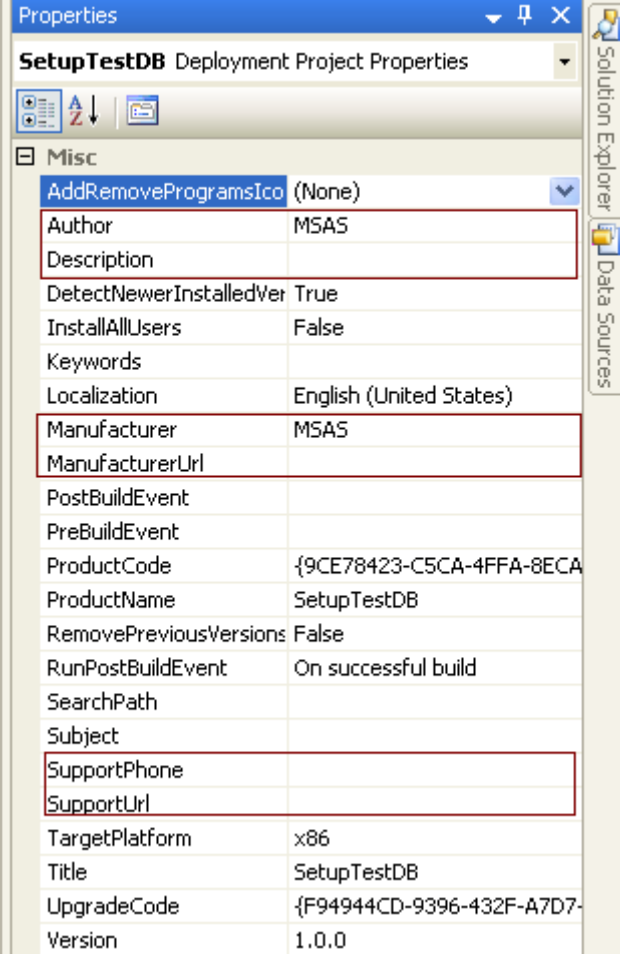 Properties
SetupTestDB Deployment Project Properties
Misc
AddRemoveProgramsIco (None)
Author MSAS
Description
DetectNewerInstalledVer True
InstallAllUsers False
Keywords
Localization English (United States)
Manufacturer MSAS
ManufacturerUrl
PostBuildEvent
PreBuildEvent
ProductCode {9CE78423-C5CA-4FFA-8ECA
ProductName SetupTestDB
RemovePreviousVersions False
RunPostBuildEvent On successful build
SearchPath
Subject
SupportPhone
SupportUrl
TargetPlatform x86
Title SetupTestDB
UpgradeCode {F94944CD-9396-432F-A7D7-
Version 1.0.0
Solution Explorer
Data Sources